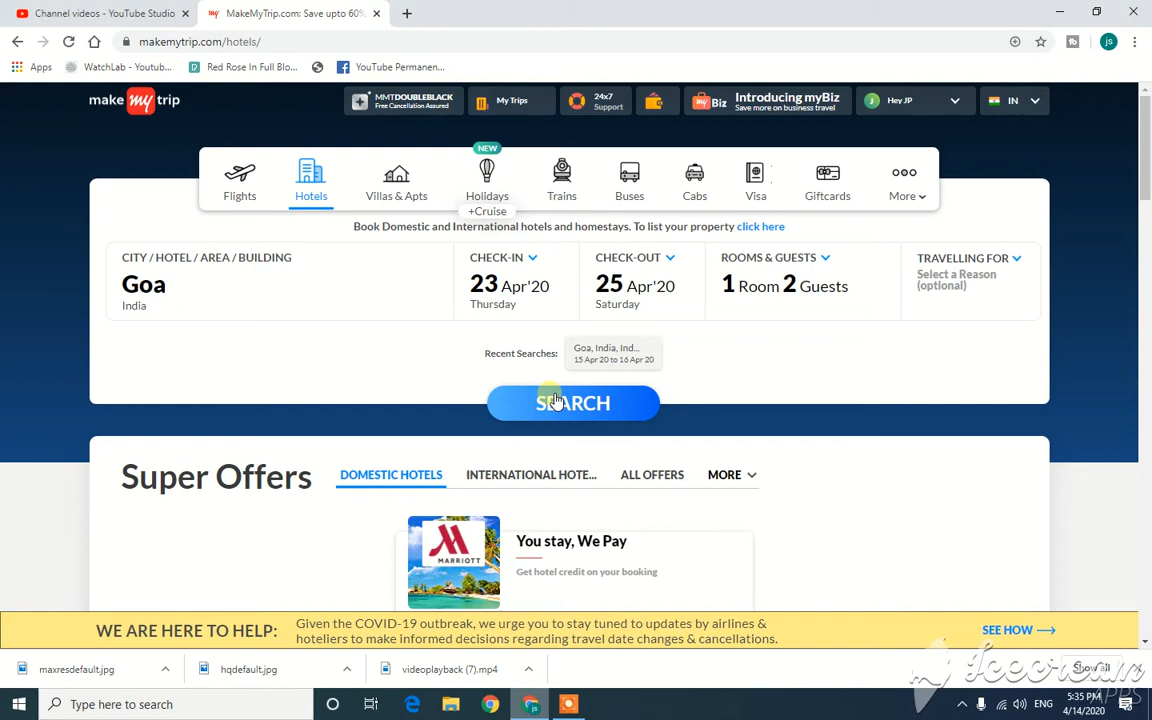 Channel videos - YouTube Studio
MakeMyTrip.com: Save upto 60%
makemytrip.com/hotels/
js
Apps
WatchLab - Youtub...
Red Rose In Full Blo...
YouTube Permanen...
make my trip
MMTDOUBLEBLACK
Free Cancellation Assured
My Trips
24x7
Support
myBiz
Introducing myBiz
Save more on business travel
J
Hey JP
IN
NEW
Flights
Hotels
Villas & Apts
Holidays
Trains
Buses
Cabs
Visa
Giftcards
More
+Cruise
Book Domestic and International hotels and homestays. To list your property click here
CITY / HOTEL / AREA / BUILDING
Goa
India
CHECK-IN
23 Apr'20
Thursday
CHECK-OUT
25 Apr'20
Saturday
ROOMS & GUESTS
1 Room 2 Guests
TRAVELLING FOR
Select a Reason
(optional)
Recent Searches:
Goa, India, Ind...
15 Apr 20 to 16 Apr 20
SEARCH
Super Offers
DOMESTIC HOTELS
INTERNATIONAL HOTE...
ALL OFFERS
MORE
MARRIOTT
You stay, We Pay
Get hotel credit on your booking
WE ARE HERE TO HELP:
Given the COVID-19 outbreak, we urge you to stay tuned to updates by airlines &
hoteliers to make informed decisions regarding travel date changes & cancellations.
SEE HOW
maxresdefault.jpg
hqdefault.jpg
videoplayback (7).mp4
Show all
Icecream
APPS
Type here to search
ENG
5:35 PM
4/14/2020